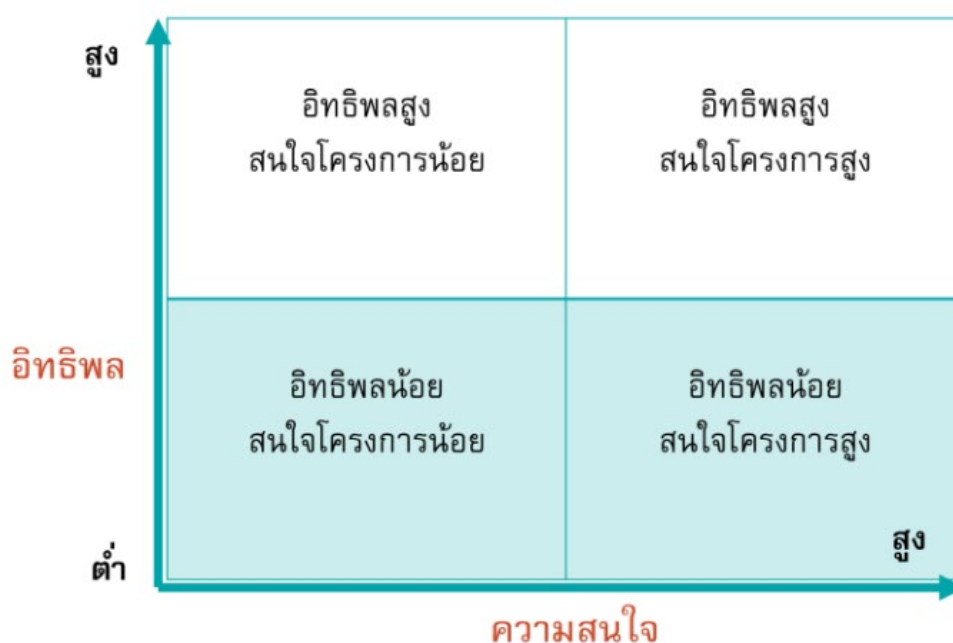 สูง
อิทธิพลสูง
สนใจโครงการน้อย
อิทธิพลสูง
สนใจโครงการสูง
อิทธิพล
อิทธิพลน้อย
สนใจโครงการน้อย
อิทธิพลน้อย
สนใจโครงการสูง
ต่ำ
สูง
ความสนใจ